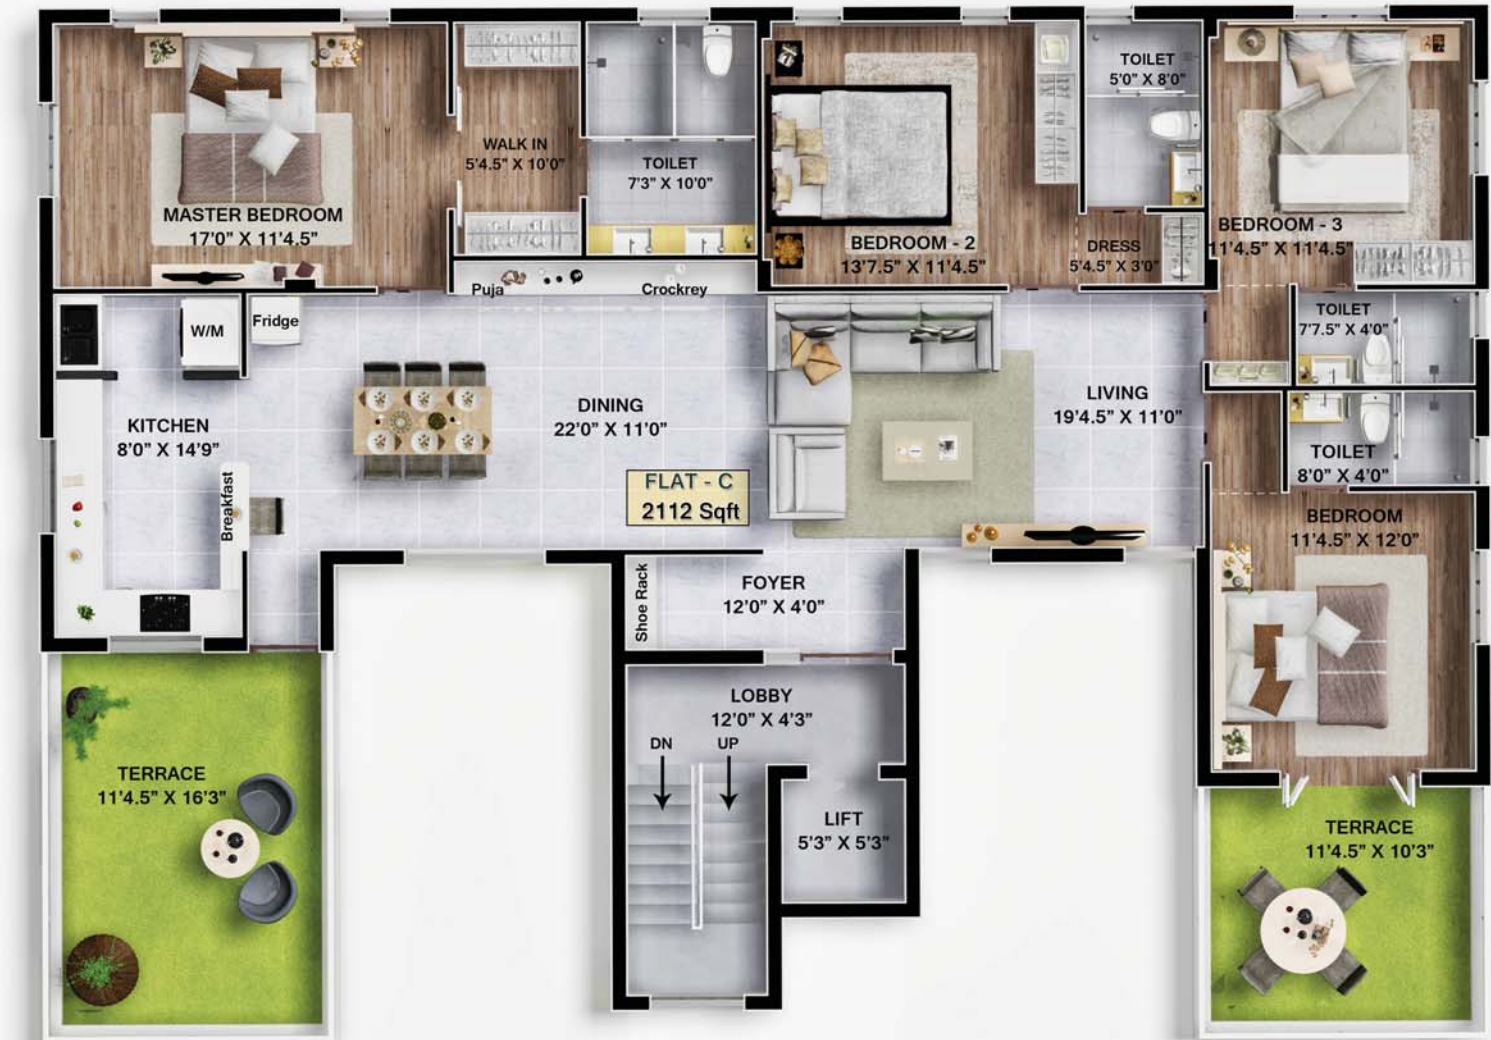 MASTER BEDROOM
17'0" X 11'4.5"
WALK IN
5'4.5" X 10'0"
TOILET
7'3" X 10'0"
BEDROOM - 2
13'7.5" X 11'4.5"
TOILET
5'0" X 8'0"
DRESS
5'4.5" X 3'0"
BEDROOM - 3
11'4.5" X 11'4.5"
Puja
Crockrey
W/M
Fridge
TOILET
7'7.5" X 4'0"
KITCHEN
8'0" X 14'9"
DINING
22'0" X 11'0"
LIVING
19'4.5" X 11'0"
TOILET
8'0" X 4'0"
Breakfast
FLAT - C
2112 Sqft
BEDROOM
11'4.5" X 12'0"
Shoe Rack
FOYER
12'0" X 4'0"
LOBBY
12'0" X 4'3"
DN
UP
TERRACE
11'4.5" X 16'3"
LIFT
5'3" X 5'3"
TERRACE
11'4.5" X 10'3"